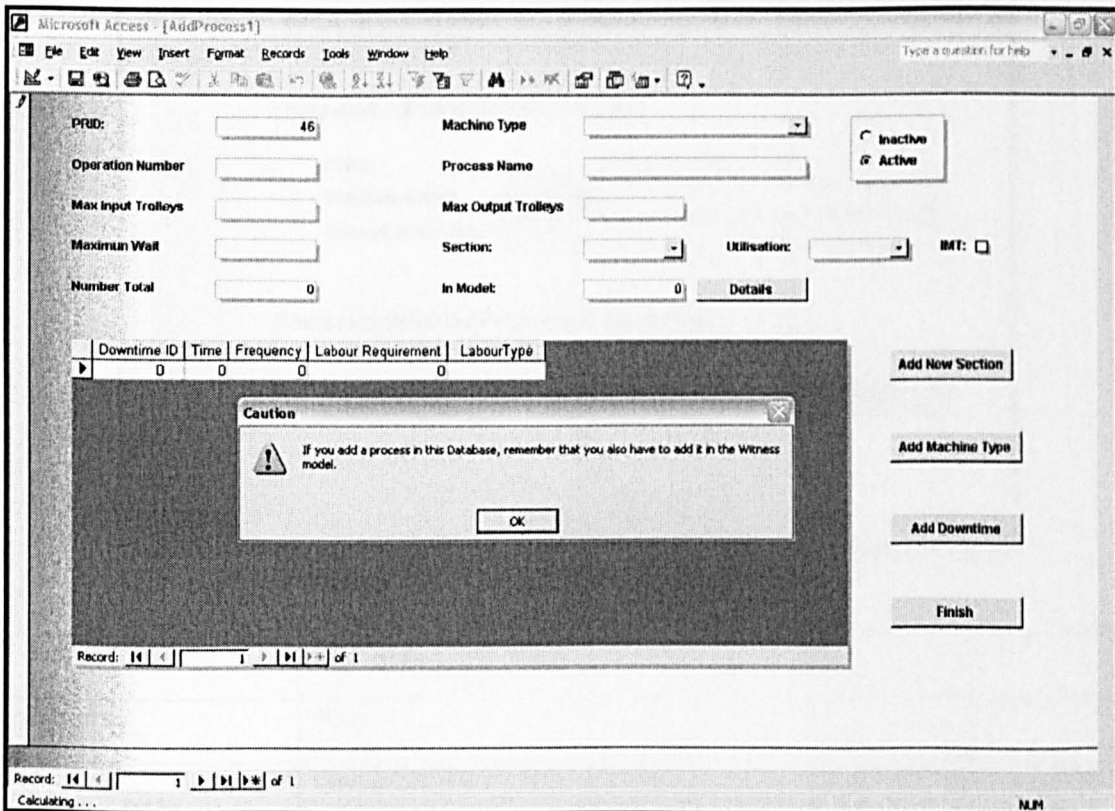 Microsoft Access - [AddProcess1]
File Edit View Insert Format Records Tools Window Help
Type a question for help
PRID: 46 Machine Type Inactive
Active
Operation Number Process Name
Max Input Trolleys Max Output Trolleys
Maximun Wait Section: Utilisation: IMT:
Number Total 0 In Model: 0 Details
Downtime ID Time Frequency Labour Requirement LabourType
0 0 0 0
Add New Section
Caution
If you add a process in this Database, remember that you also have to add it in the Witness
model.
OK
Add Machine Type
Add Downtime
Finish
Record: 1 of 1
Record: 1 of 1
Calculating . . .
NUM